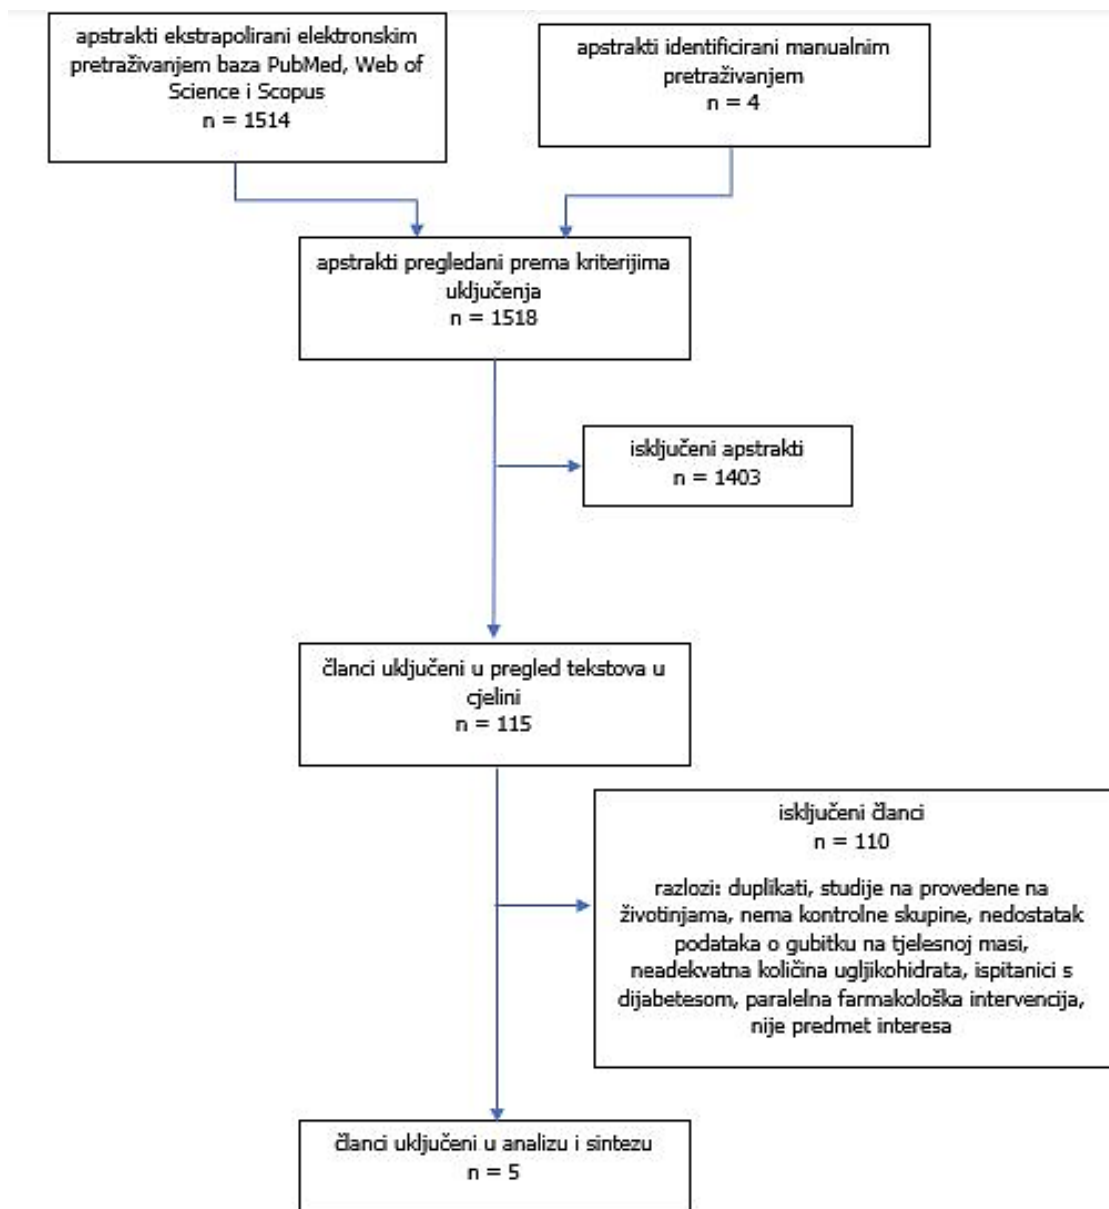 apstrakti ekstrapolirani elektronskim
pretraživanjem baza PubMed, Web of
Science i Scopus
n = 1514
apstrakti identificirani manualnim
pretraživanjem
n = 4
apstrakti pregledani prema kriterijima
uključenja
n = 1518
isključeni apstrakti
n = 1403
članci uključeni u pregled tekstova u
cjelini
n = 115
isključeni članci
n = 110
razlozi: duplikati, studije na provedene na
životinjama, nema kontrolne skupine, nedostatak
podataka o gubitku na tjelesnoj masi,
neadekvatna količina ugljikohidrata, ispitanici s
dijabetesom, paralelna farmakološka intervencija,
nije predmet interesa
članci uključeni u analizu i sintezu
n = 5